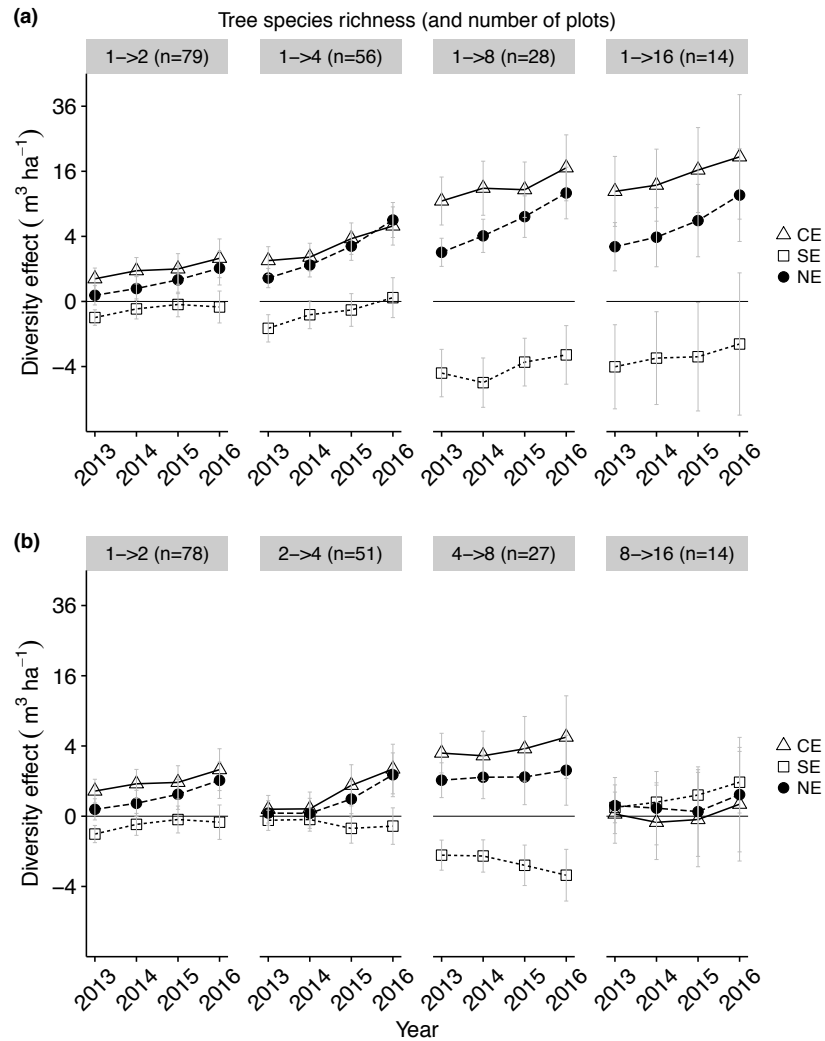 (a)
Tree species richness (and number of plots)
1−>2 (n=79)
1−>4 (n=56)
1−>8 (n=28)
1−>16 (n=14)
Diversity effect ( m³ ha⁻¹)
36
16
4
0
−4
2013
2014
2015
2016
2013
2014
2015
2016
2013
2014
2015
2016
2013
2014
2015
2016
CE
SE
NE
(b)
1−>2 (n=78)
2−>4 (n=51)
4−>8 (n=27)
8−>16 (n=14)
Diversity effect ( m³ ha⁻¹)
36
16
4
0
−4
2013
2014
2015
2016
2013
2014
2015
2016
2013
2014
2015
2016
2013
2014
2015
2016
CE
SE
NE
Year